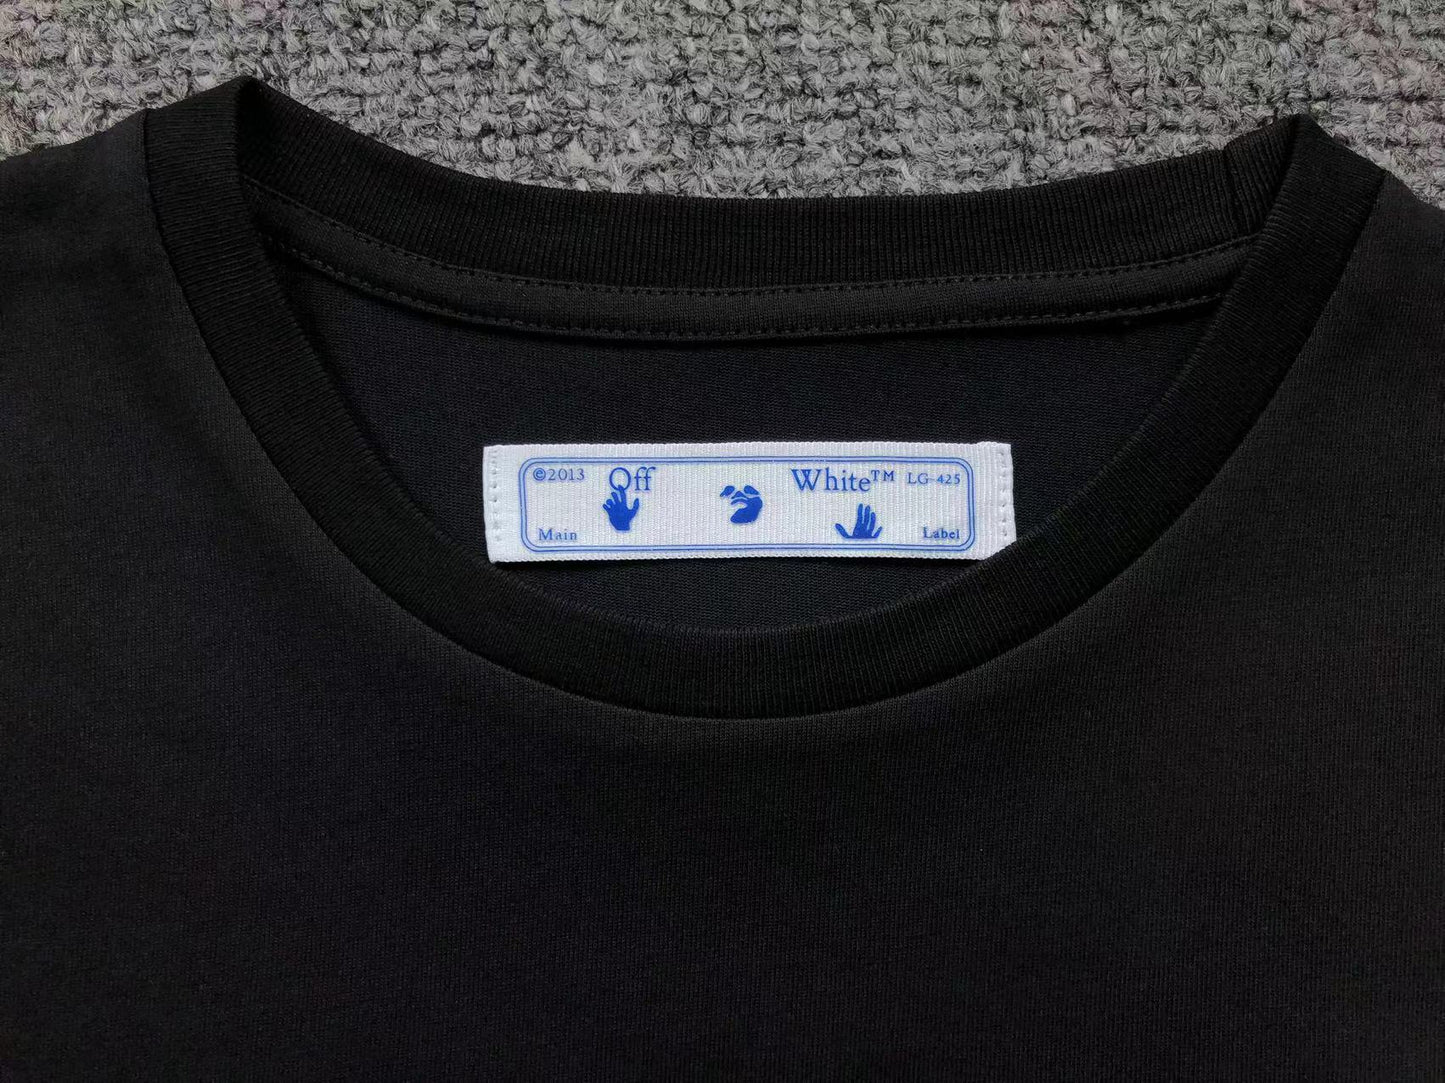 ©2013 Off White™ LG-425
Main Label